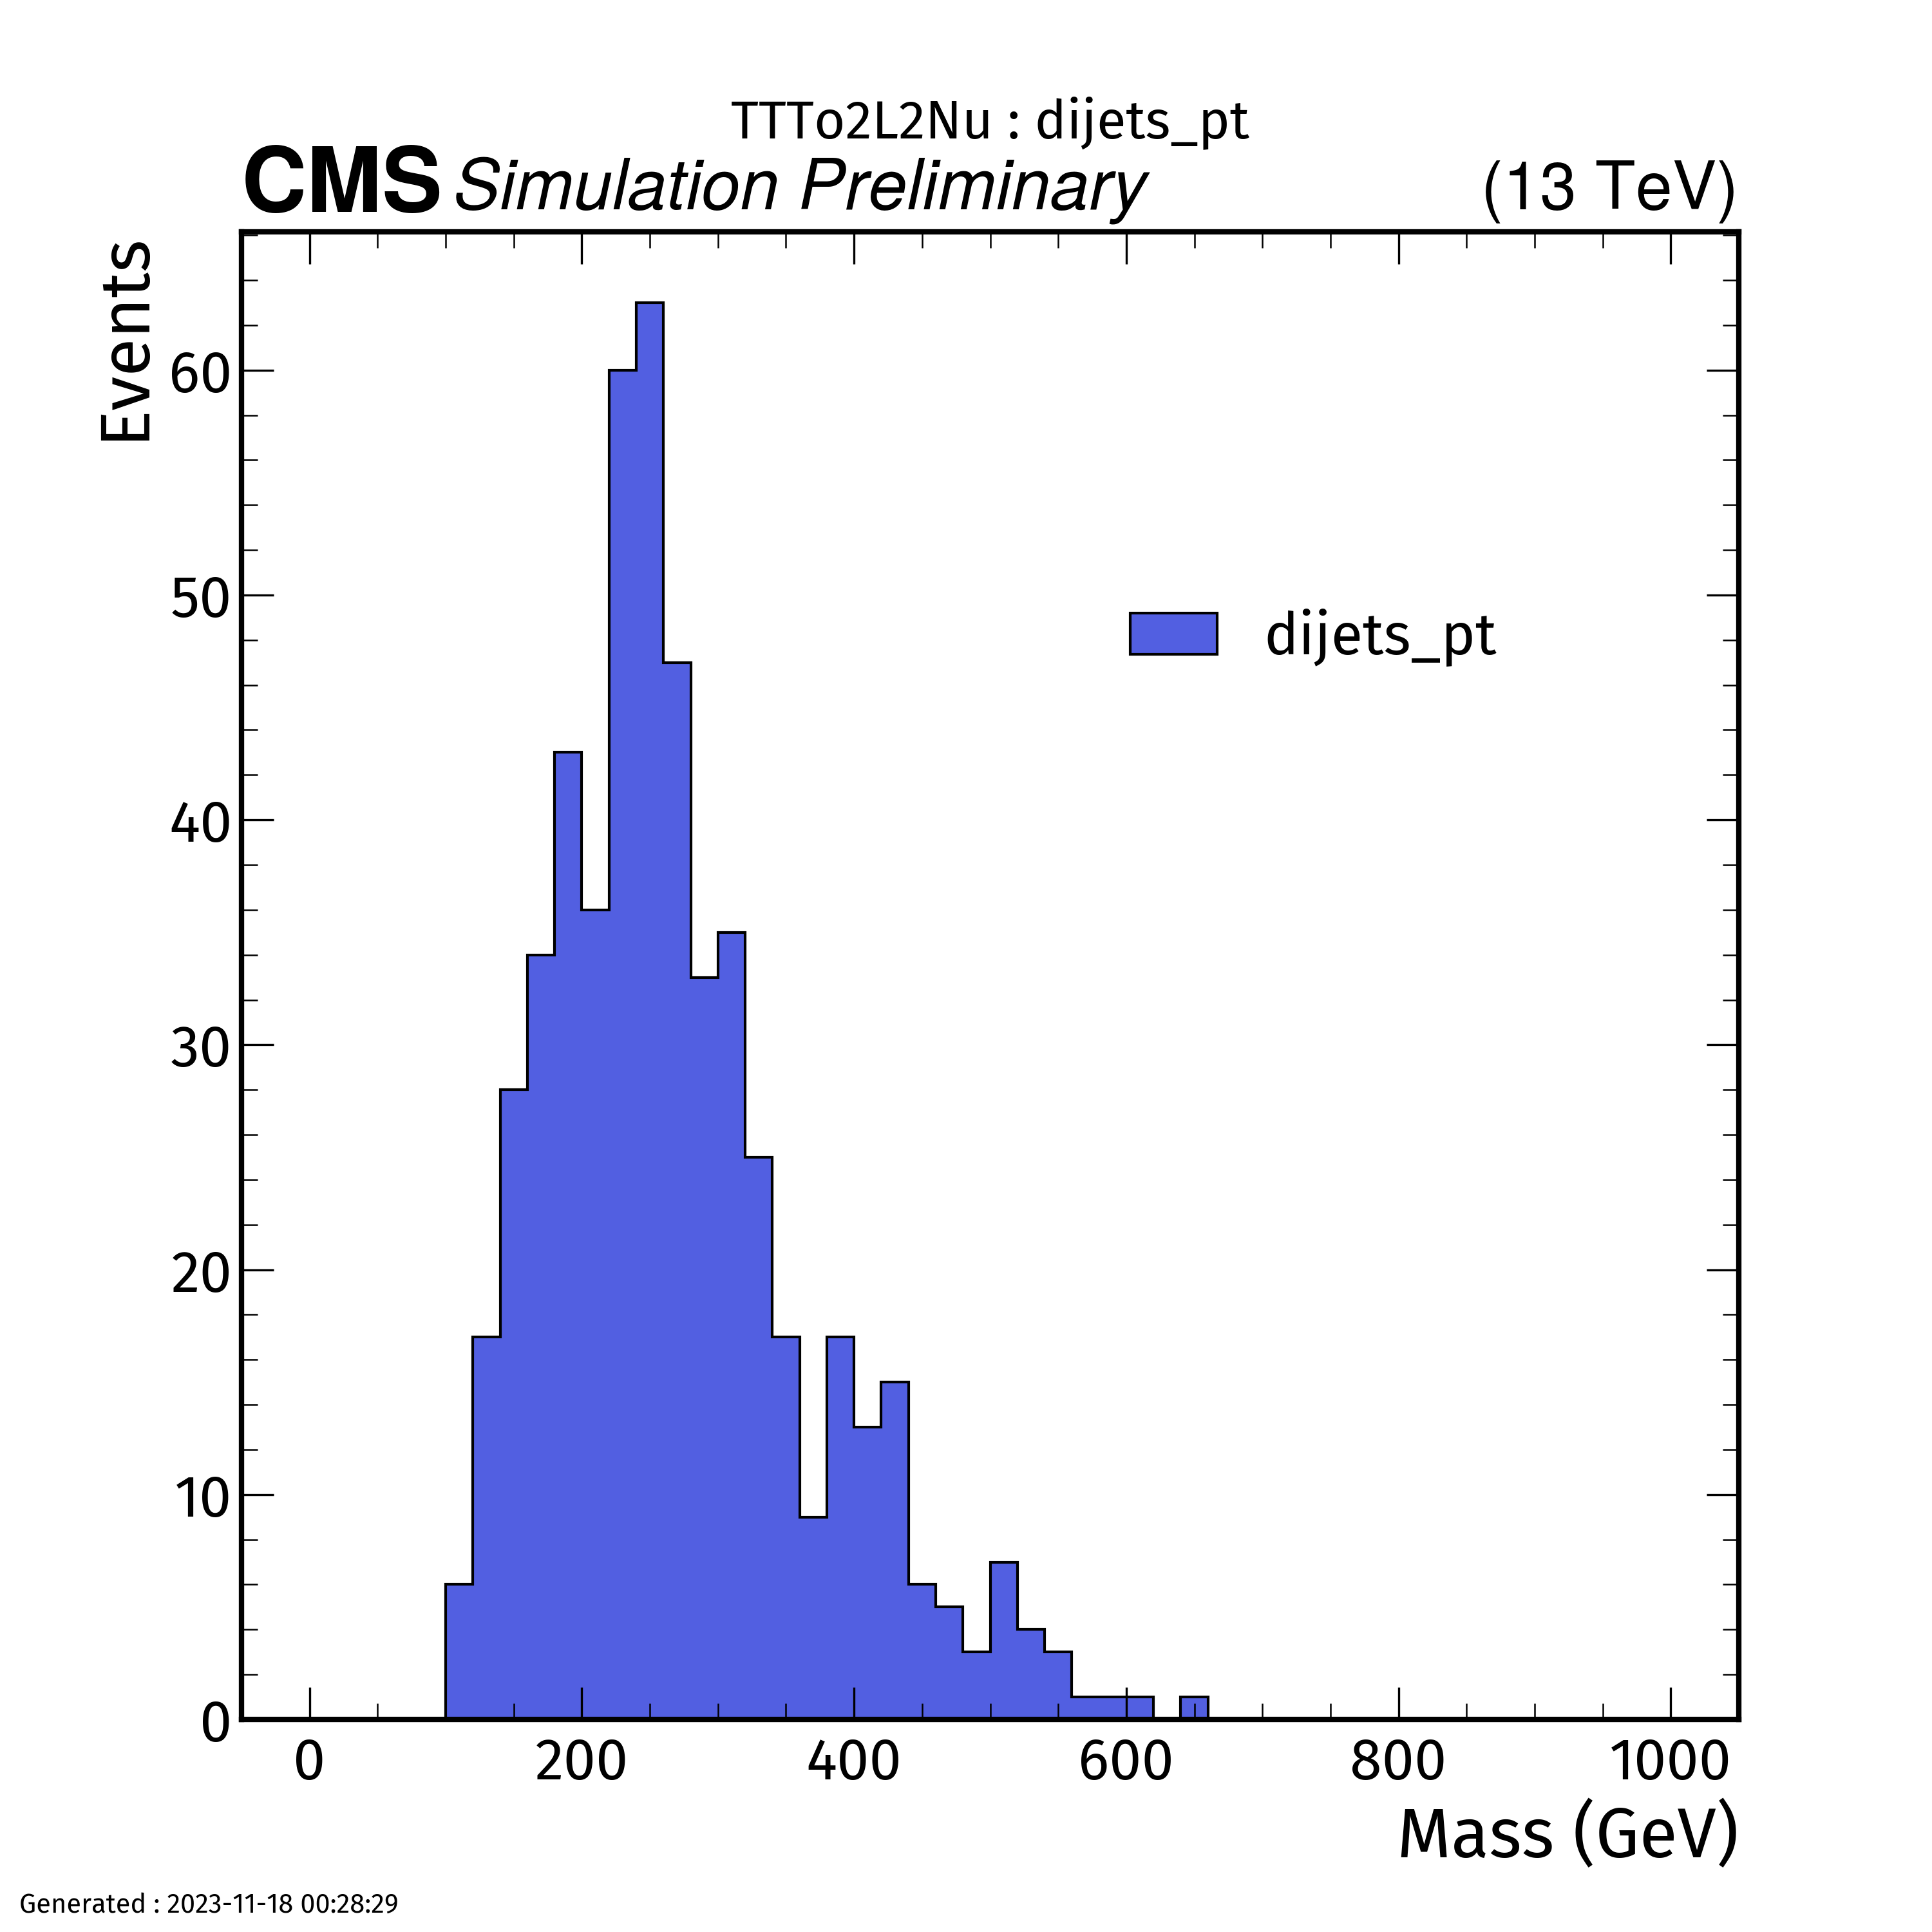 TTTo2L2Nu : dijets_pt
CMS Simulation Preliminary (13 TeV)
Events
60
50
dijets_pt
40
30
20
10
0
0 200 400 600 800 1000
Mass (GeV)
Generated : 2023-11-18 00:28:29